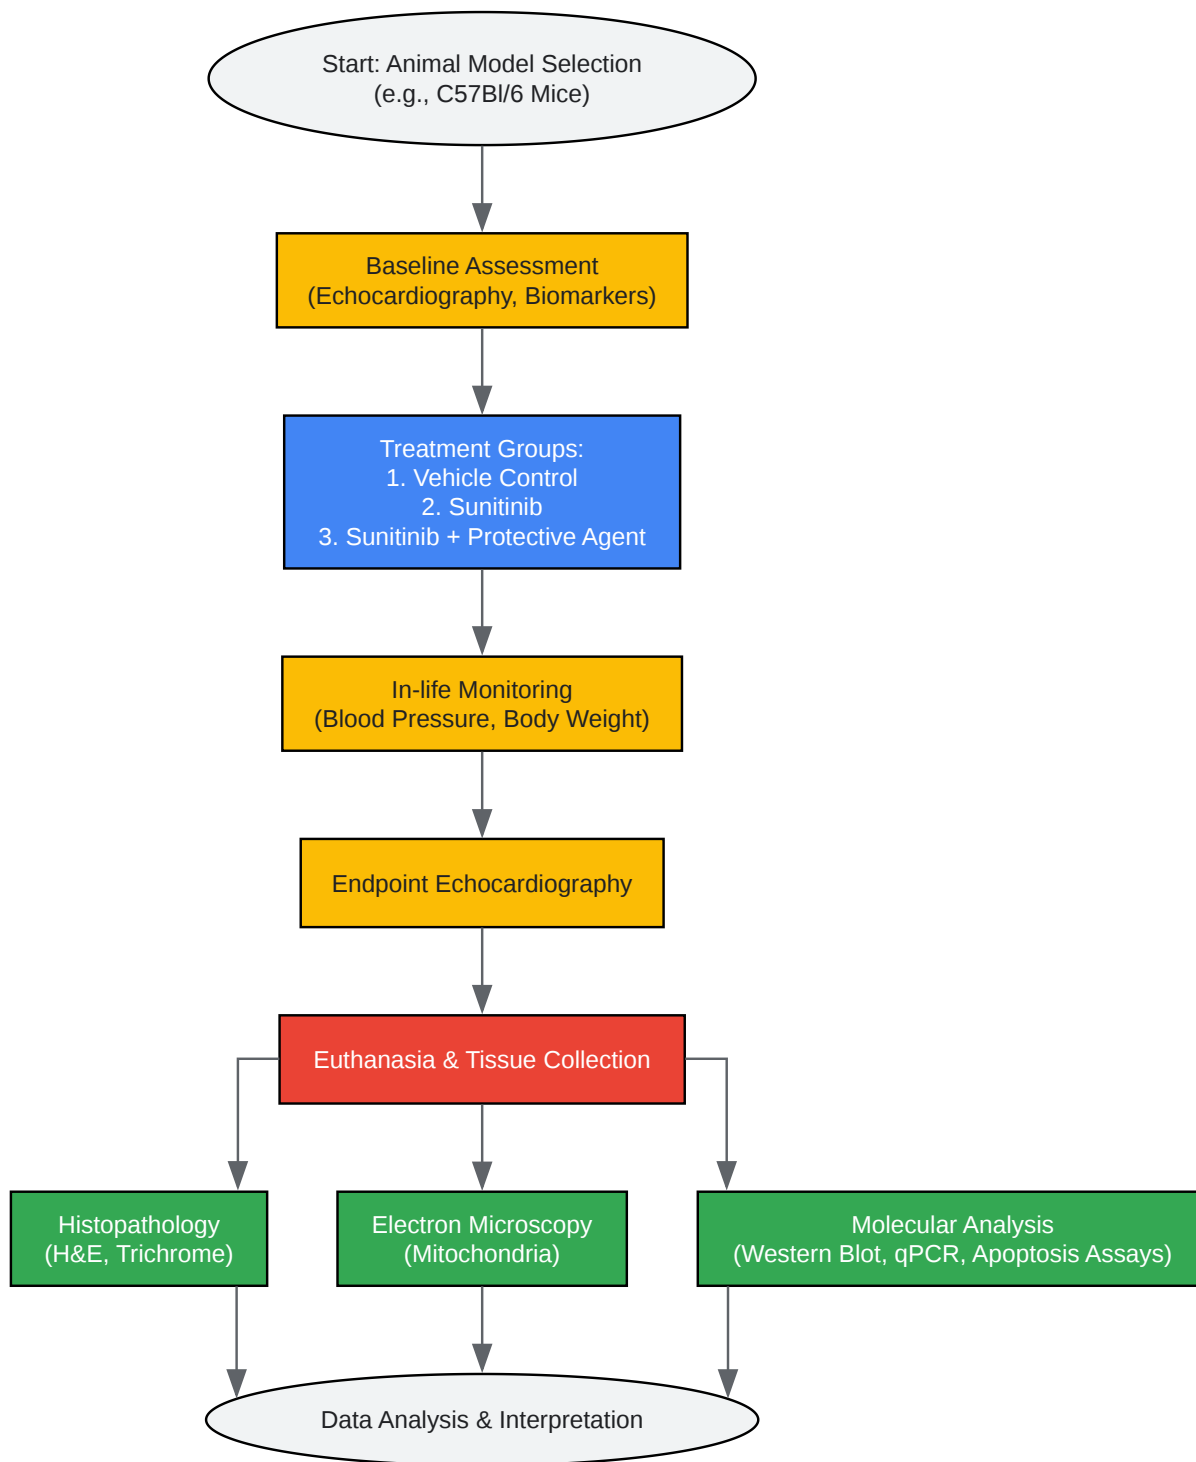 Start: Animal Model Selection
(e.g., C57Bl/6 Mice)
Baseline Assessment
(Echocardiography, Biomarkers)
Treatment Groups:
1. Vehicle Control
2. Sunitinib
3. Sunitinib + Protective Agent
In-life Monitoring
(Blood Pressure, Body Weight)
Endpoint Echocardiography
Euthanasia & Tissue Collection
Histopathology
(H&E, Trichrome)
Electron Microscopy
(Mitochondria)
Molecular Analysis
(Western Blot, qPCR, Apoptosis Assays)
Data Analysis & Interpretation